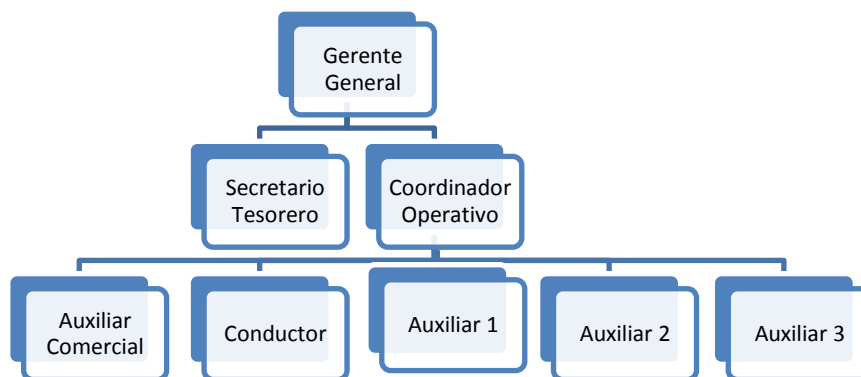 Gerente
General
Secretario
Tesorero
Coordinador
Operativo
Auxiliar
Comercial
Conductor
Auxiliar 1
Auxiliar 2
Auxiliar 3